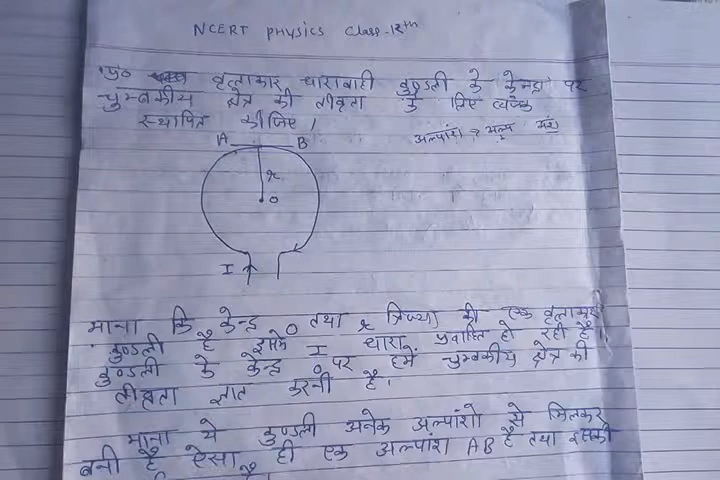 NCERT PHYSICS Class-12th
प्र० वृत्ताकार धारावाही कुण्डली के केन्द्र पर
चुम्बकीय क्षेत्र की तीव्रता के लिए व्यंजक
स्थापित कीजिए।
अल्पांश →
A B
r
O
I
माना कि केन्द्र O तथा r त्रिज्या की एक वृत्ताकार
कुण्डली है इसमें I धारा प्रवाहित हो रही है।
कुण्डली के केन्द्र O पर हमें चुम्बकीय क्षेत्र की
तीव्रता ज्ञात करनी है।
माना ये कुण्डली अनेक अल्पांशो से मिलकर
बनी है ऐसा ही एक अल्पांश AB है तथा इसकी